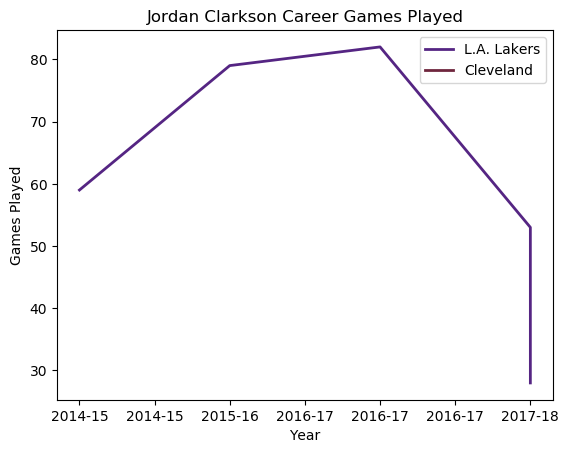 Jordan Clarkson Career Games Played
L.A. Lakers
Cleveland
80
70
60
50
40
30
Games Played
2014-15 2014-15 2015-16 2016-17 2016-17 2016-17 2017-18
Year